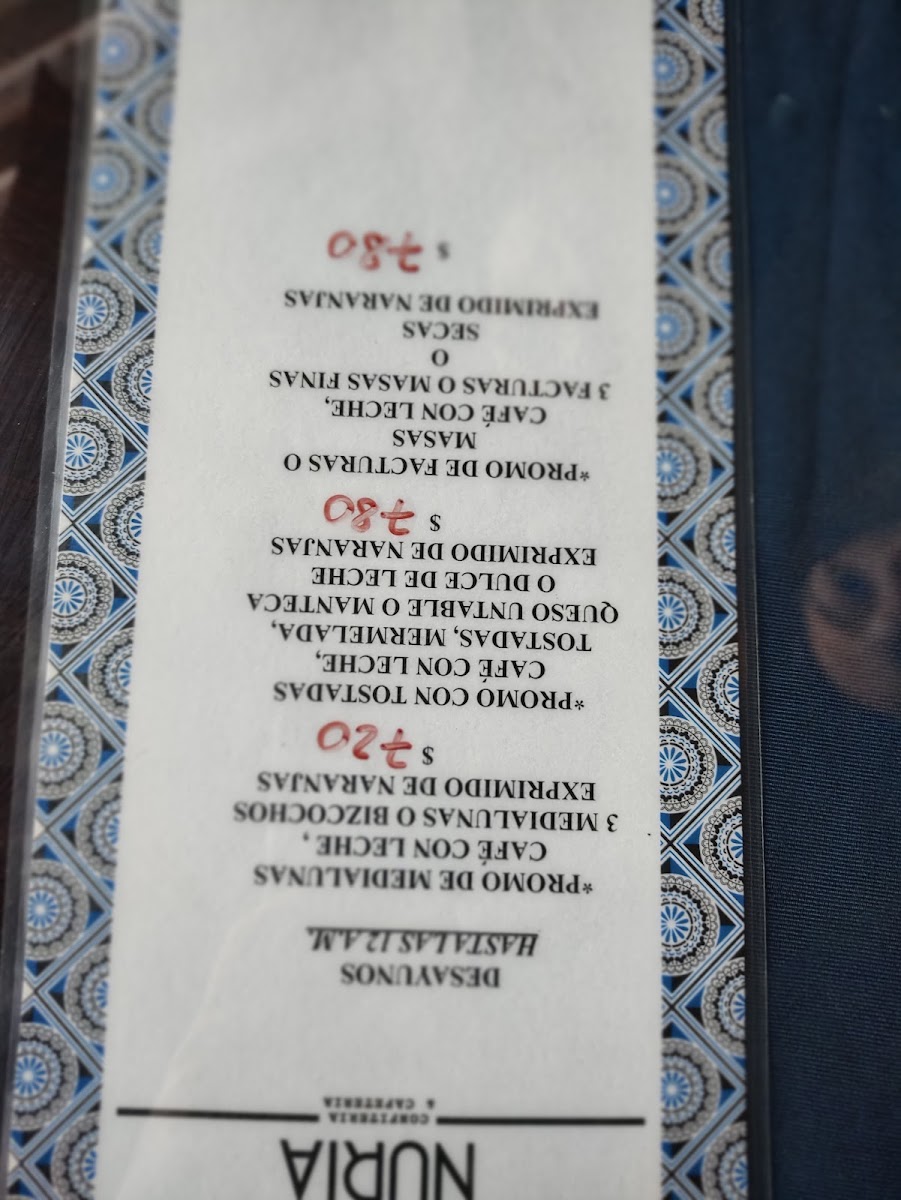 NURIA
CONFITERIA
& CAFETERIA
DESAYUNOS
HASTA LAS 12 A.M.
*PROMO DE MEDIALUNAS
CAFÉ CON LECHE ,
3 MEDIALUNAS O BIZCOCHOS
EXPRIMIDO DE NARANJAS
$ 720
*PROMO CON TOSTADAS
CAFÉ CON LECHE,
TOSTADAS, MERMELADA,
QUESO UNTABLE O MANTECA
O DULCE DE LECHE
EXPRIMIDO DE NARANJAS
$ 780
*PROMO DE FACTURAS O
MASAS
CAFÉ CON LECHE,
3 FACTURAS O MASAS FINAS
O
SECAS
EXPRIMIDO DE NARANJAS
$ 780